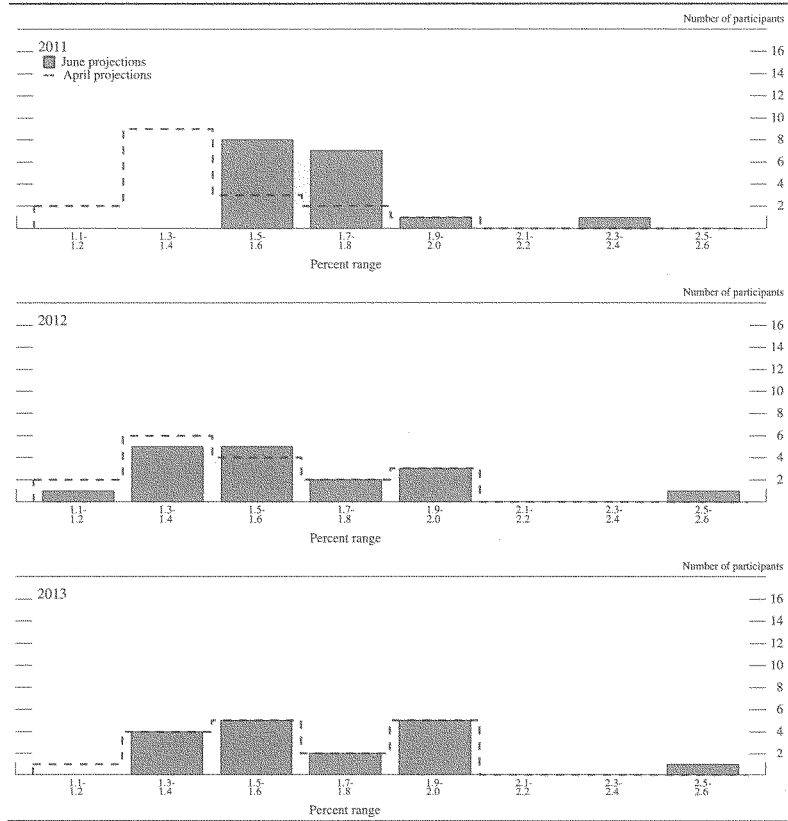 Number of participants
2011
June projections
April projections
16
14
12
10
8
6
4
2
1.1- 1.3- 1.5- 1.7- 1.9- 2.1- 2.3- 2.5-
1.2 1.4 1.6 1.8 2.0 2.2 2.4 2.6
Percent range
Number of participants
2012
16
14
12
10
8
6
4
2
1.1- 1.3- 1.5- 1.7- 1.9- 2.1- 2.3- 2.5-
1.2 1.4 1.6 1.8 2.0 2.2 2.4 2.6
Percent range
Number of participants
2013
16
14
12
10
8
6
4
2
1.1- 1.3- 1.5- 1.7- 1.9- 2.1- 2.3- 2.5-
1.2 1.4 1.6 1.8 2.0 2.2 2.4 2.6
Percent range